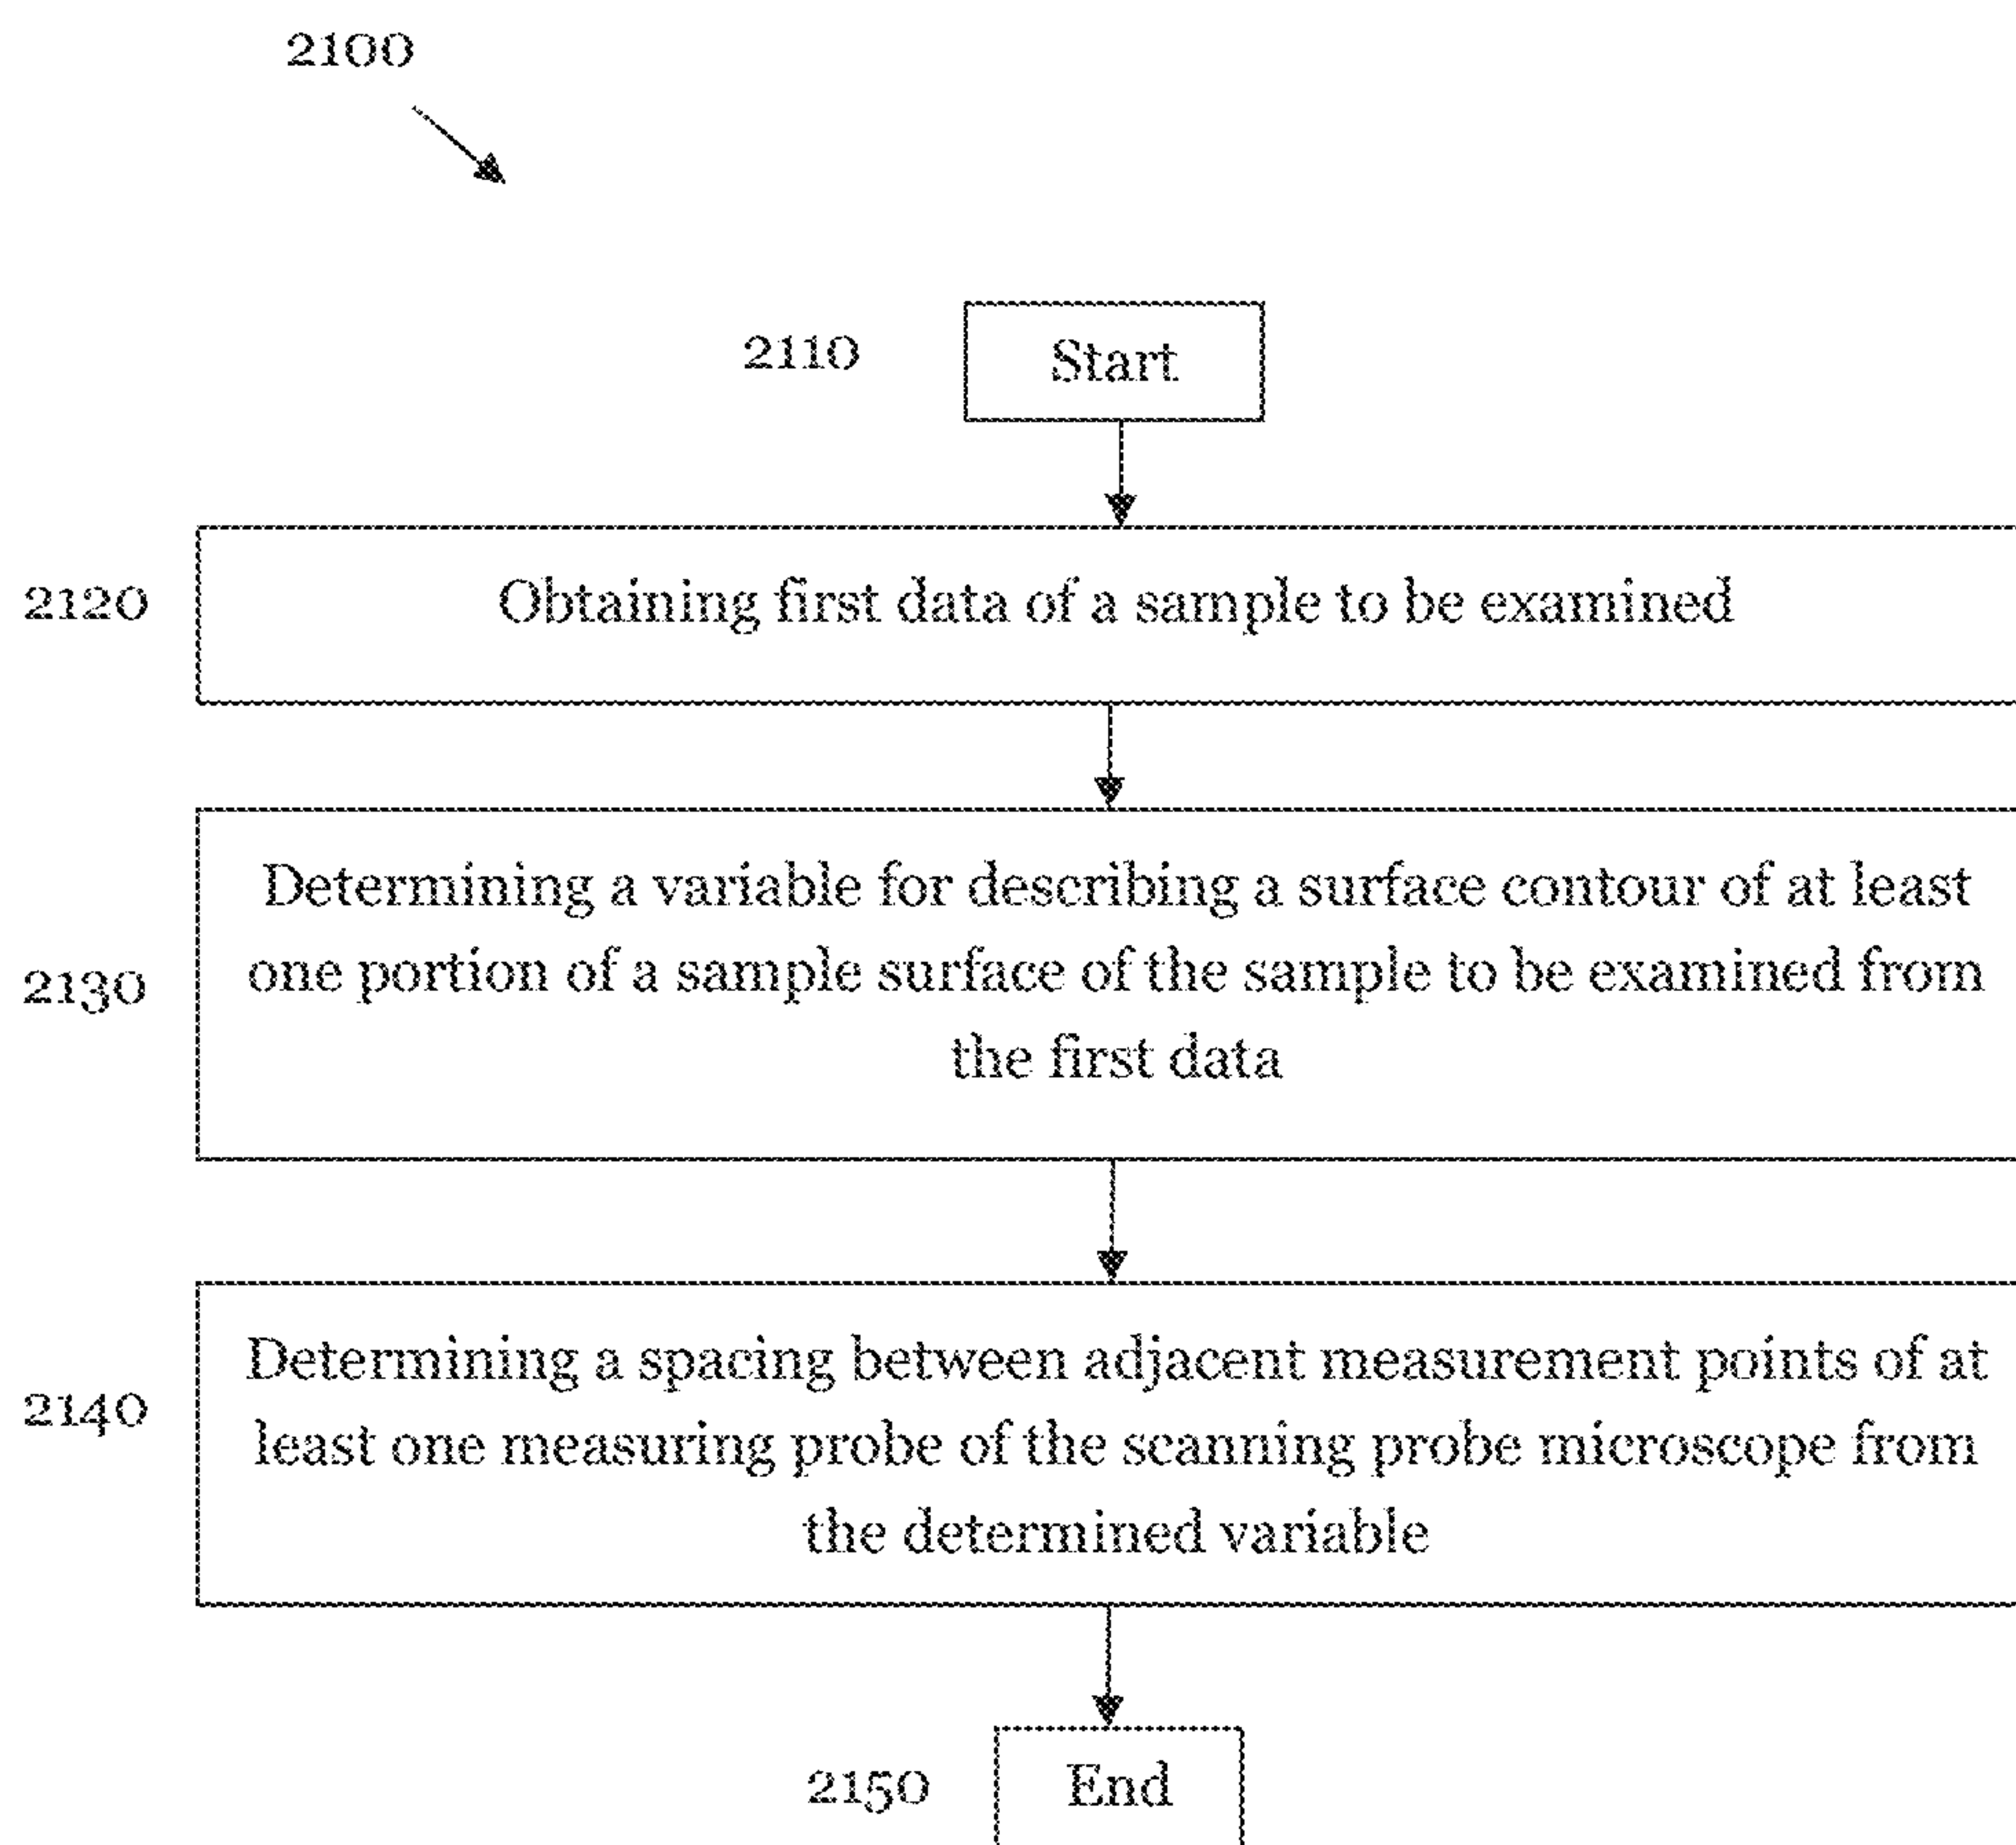 2100
2110
Start
2120
Obtaining first data of a sample to be examined
2130
Determining a variable for describing a surface contour of at least
one portion of a sample surface of the sample to be examined from
the first data
2140
Determining a spacing between adjacent measurement points of at
least one measuring probe of the scanning probe microscope from
the determined variable
2150
End